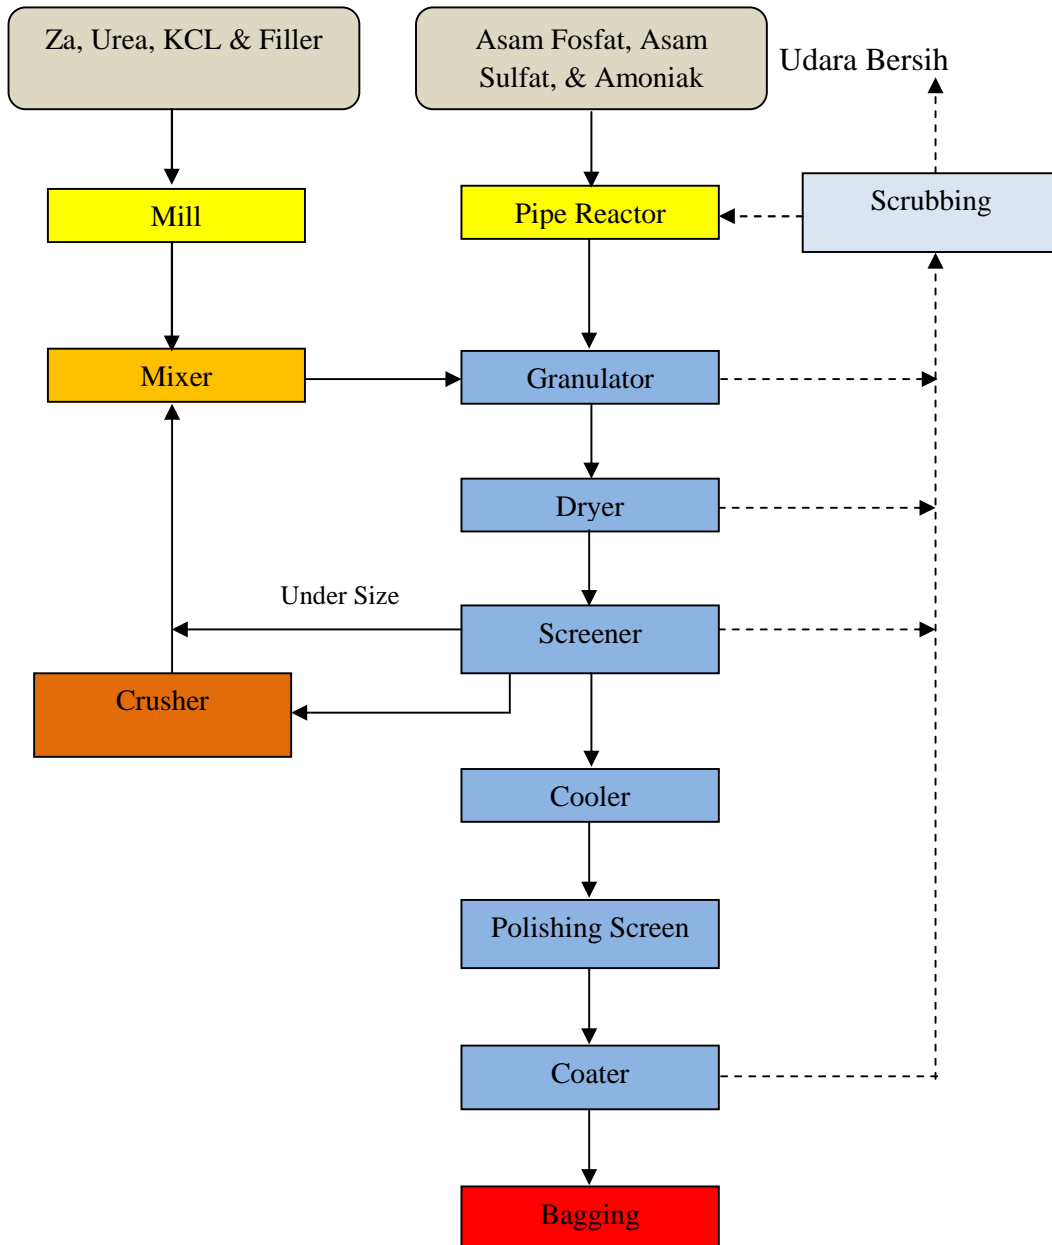 Za, Urea, KCL & Filler
Asam Fosfat, Asam
Sulfat, & Amoniak
Udara Bersih
Mill
Pipe Reactor
Scrubbing
Mixer
Granulator
Dryer
Under Size
Screener
Crusher
Cooler
Polishing Screen
Coater
Bagging